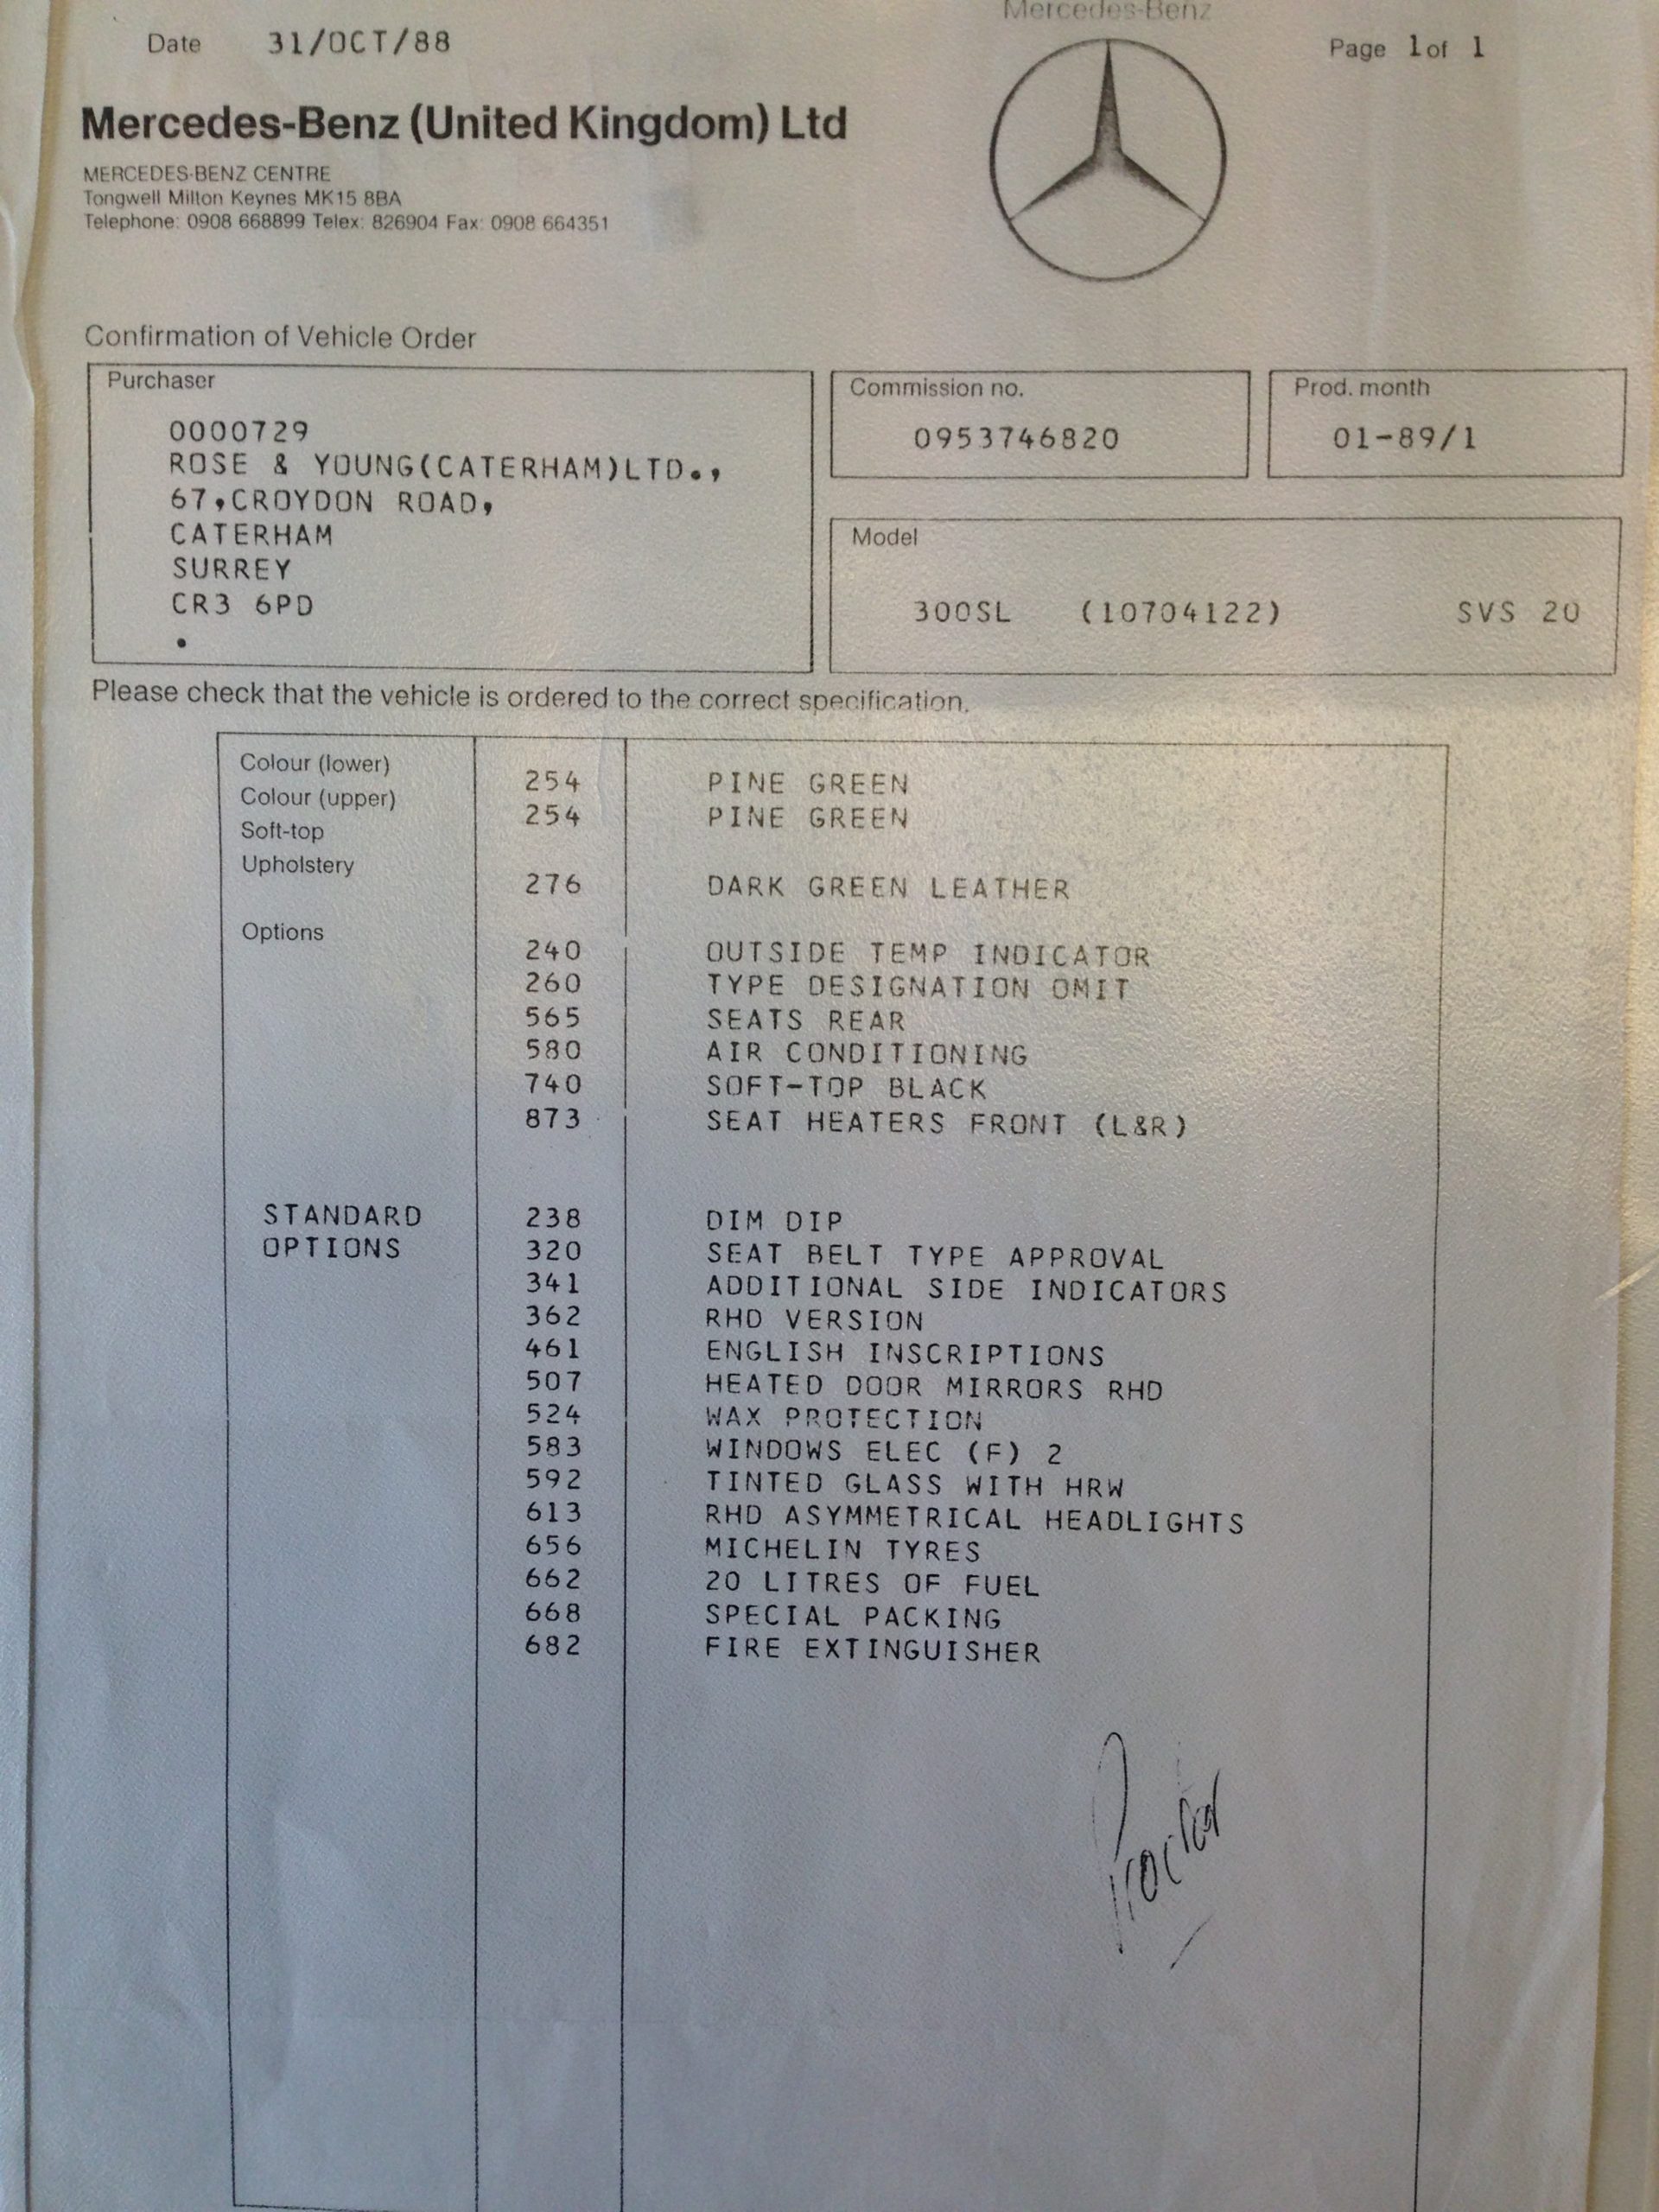 Mercedes-Benz
Date 31/OCT/88
Page 1 of 1
Mercedes-Benz (United Kingdom) Ltd
MERCEDES-BENZ CENTRE
Tongwell Milton Keynes MK15 8BA
Telephone: 0908 668899 Telex: 826904 Fax: 0908 664351
Confirmation of Vehicle Order
Purchaser
0000729
ROSE & YOUNG(CATERHAM)LTD.,
67,CROYDON ROAD,
CATERHAM
SURREY
CR3 6PD
.
Commission no.
0953746820
Prod. month
01-89/1
Model
300SL (10704122) SVS 20
Please check that the vehicle is ordered to the correct specification.
Colour (lower) 254 PINE GREEN
Colour (upper) 254 PINE GREEN
Soft-top
Upholstery 276 DARK GREEN LEATHER
Options 240 OUTSIDE TEMP INDICATOR
260 TYPE DESIGNATION OMIT
565 SEATS REAR
580 AIR CONDITIONING
740 SOFT-TOP BLACK
873 SEAT HEATERS FRONT (L&R)
STANDARD 238 DIM DIP
OPTIONS 320 SEAT BELT TYPE APPROVAL
341 ADDITIONAL SIDE INDICATORS
362 RHD VERSION
461 ENGLISH INSCRIPTIONS
507 HEATED DOOR MIRRORS RHD
524 WAX PROTECTION
583 WINDOWS ELEC (F) 2
592 TINTED GLASS WITH HRW
613 RHD ASYMMETRICAL HEADLIGHTS
656 MICHELIN TYRES
662 20 LITRES OF FUEL
668 SPECIAL PACKING
682 FIRE EXTINGUISHER